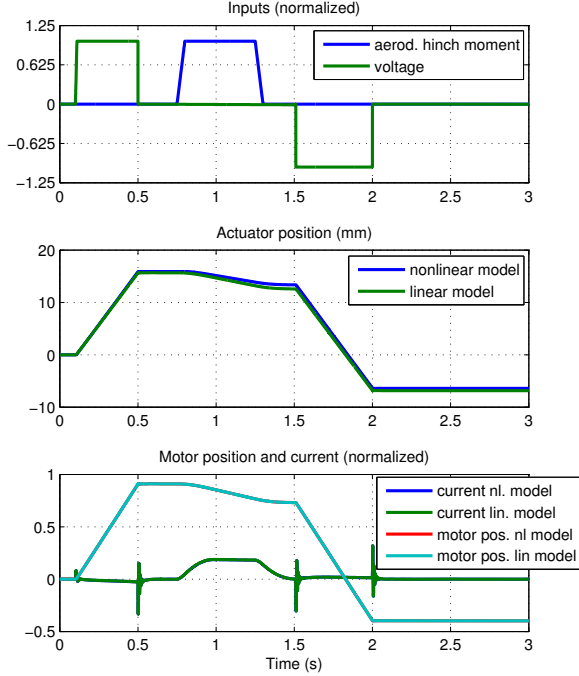 Inputs (normalized)
1.25
0.625
0
−0.625
−1.25
aerod. hinch moment
voltage
0 0.5 1 1.5 2 2.5 3
Actuator position (mm)
20
10
0
−10
nonlinear model
linear model
0 0.5 1 1.5 2 2.5 3
Motor position and current (normalized)
1
0.5
0
−0.5
current nl. model
current lin. model
motor pos. nl model
motor pos. lin model
0 0.5 1 1.5 2 2.5 3
Time (s)